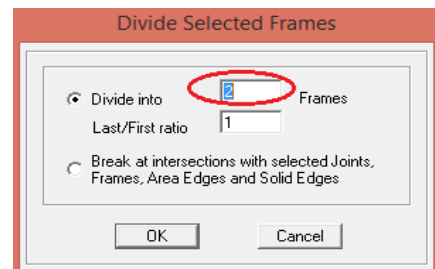 Divide Selected Frames
Divide into 2 Frames
Last/First ratio 1
Break at intersections with selected Joints,
Frames, Area Edges and Solid Edges
OK Cancel